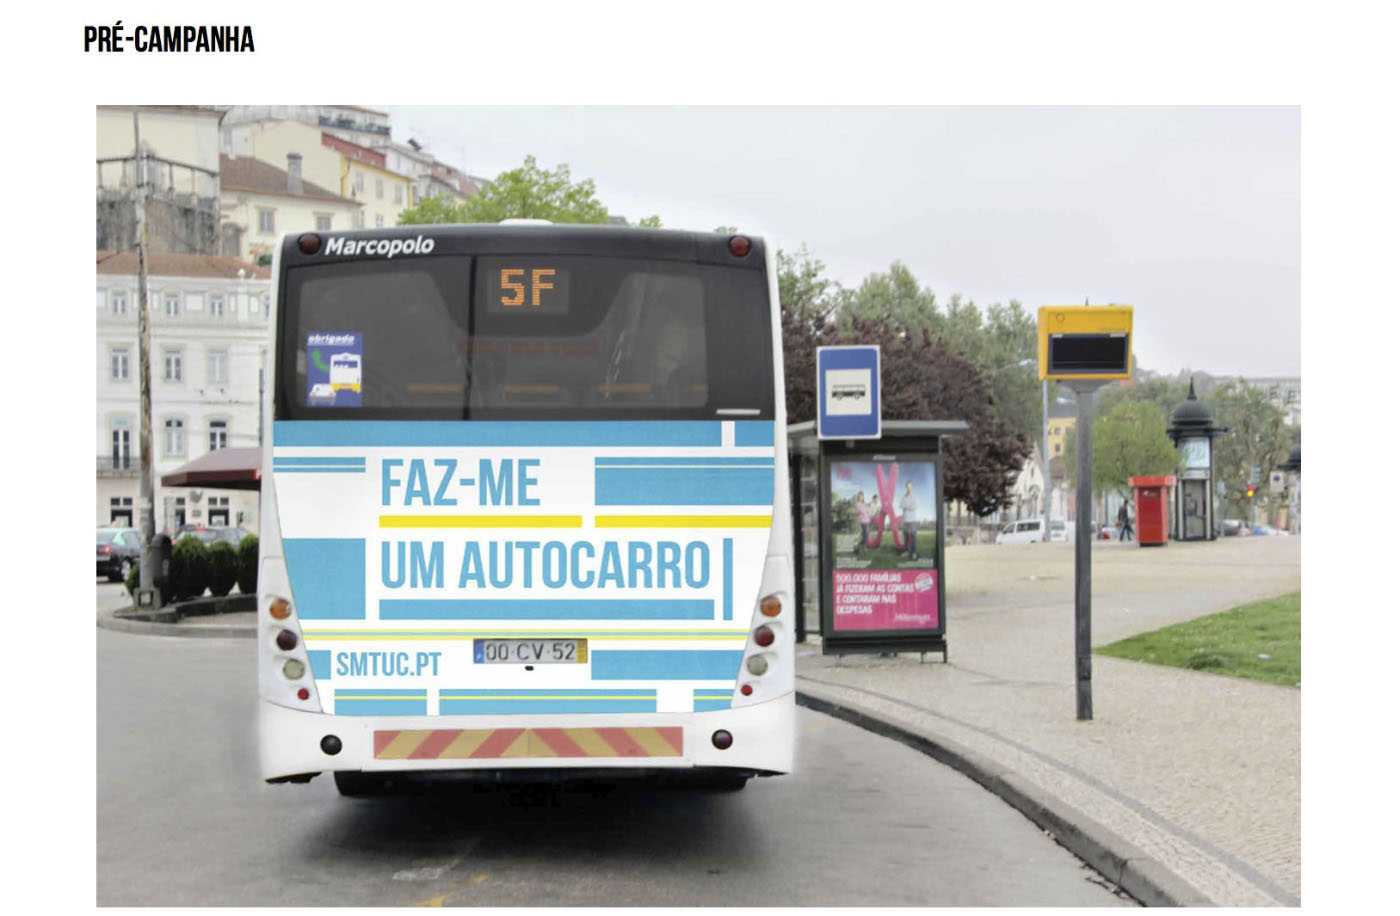 PRÉ-CAMPANHA
Marcopolo
5F
obrigado
FAZ-ME
UM AUTOCARRO
SMTUC.PT
00-CV-52
500.000 FAMÍLIAS
JÁ FIZERAM AS CONTAS
E CORTARAM NAS
DESPESAS
Millennium